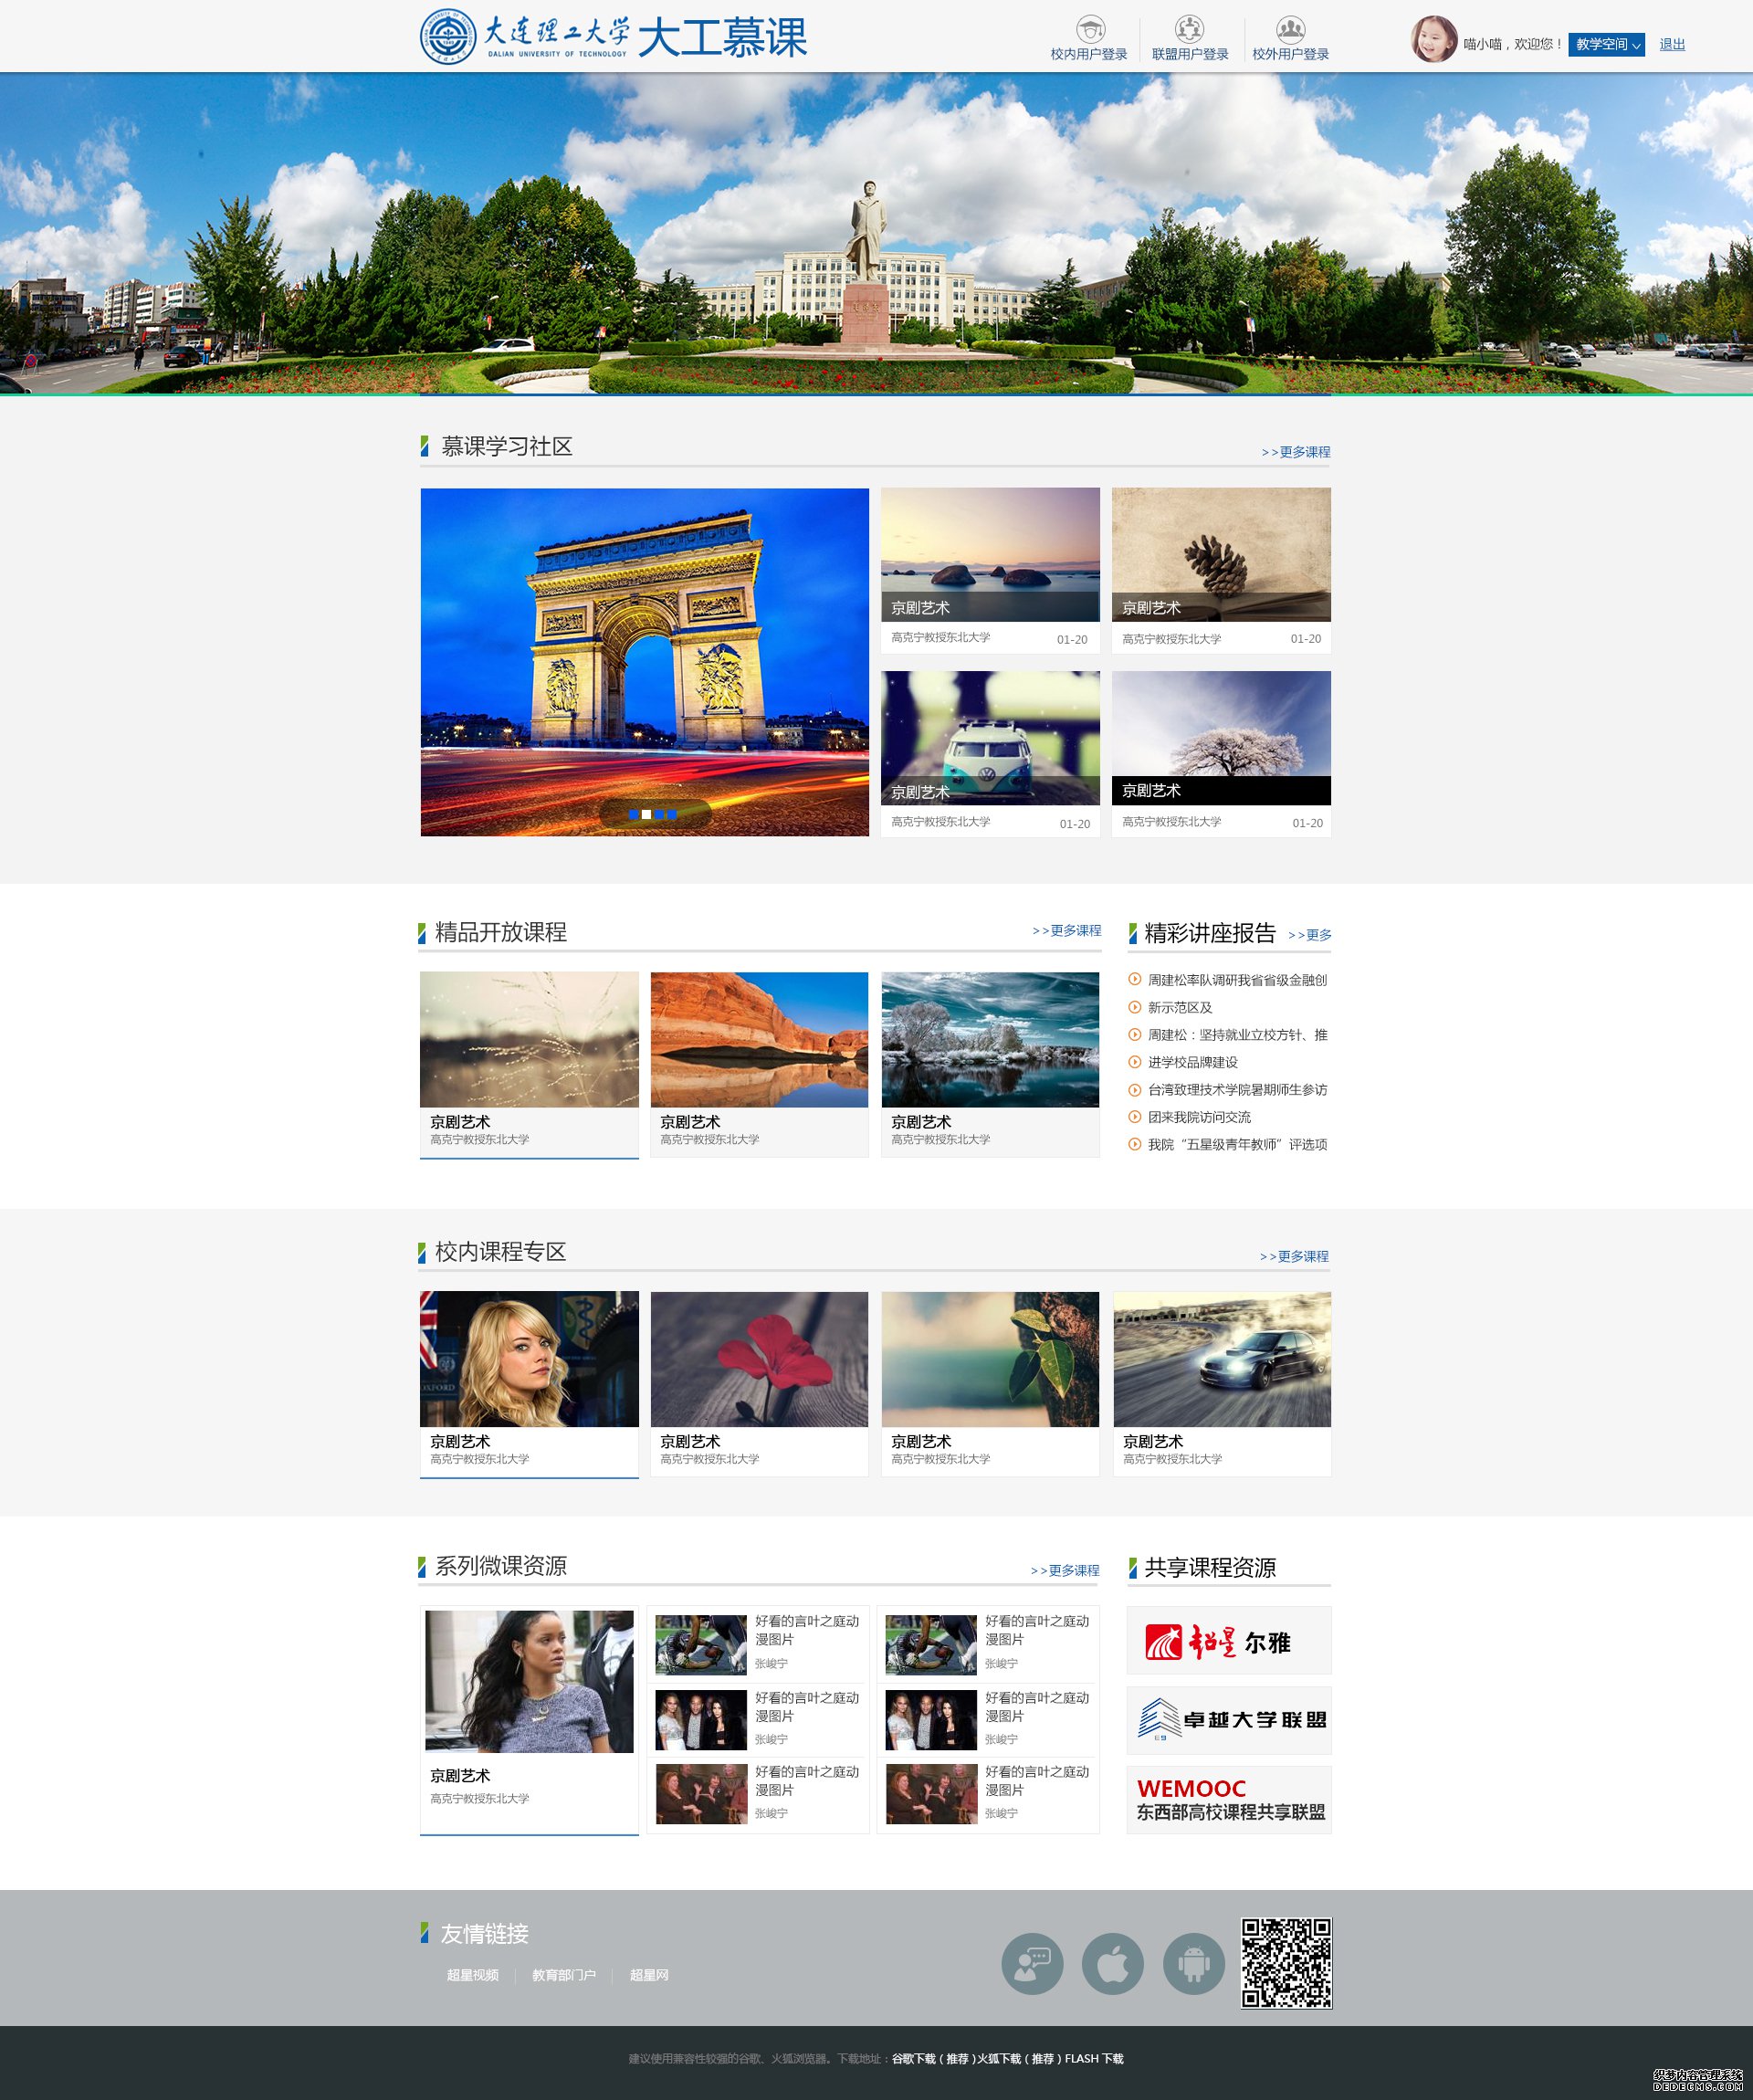 大连理工大学
DALIAN UNIVERSITY OF TECHNOLOGY
大工慕课
校内用户登录
联盟用户登录
校外用户登录
喵小喵，欢迎您！
教学空间
退出
慕课学习社区
>>更多课程
京剧艺术
高克宁教授东北大学
01-20
京剧艺术
高克宁教授东北大学
01-20
京剧艺术
高克宁教授东北大学
01-20
京剧艺术
高克宁教授东北大学
01-20
精品开放课程
>>更多课程
京剧艺术
高克宁教授东北大学
京剧艺术
高克宁教授东北大学
京剧艺术
高克宁教授东北大学
精彩讲座报告
>>更多
周建松率队调研我省省级金融创
新示范区及
周建松：坚持就业立校方针、推
进学校品牌建设
台湾致理技术学院暑期师生参访
团来我院访问交流
我院“五星级青年教师”评选项
校内课程专区
>>更多课程
OXFORD
京剧艺术
高克宁教授东北大学
京剧艺术
高克宁教授东北大学
京剧艺术
高克宁教授东北大学
京剧艺术
高克宁教授东北大学
系列微课资源
>>更多课程
京剧艺术
高克宁教授东北大学
好看的言叶之庭动
漫图片
张峻宁
好看的言叶之庭动
漫图片
张峻宁
好看的言叶之庭动
漫图片
张峻宁
好看的言叶之庭动
漫图片
张峻宁
好看的言叶之庭动
漫图片
张峻宁
好看的言叶之庭动
漫图片
张峻宁
共享课程资源
超星尔雅
E9
卓越大学联盟
WEMOOC
东西部高校课程共享联盟
友情链接
超星视频
教育部门户
超星网
建议使用兼容性较强的谷歌、火狐浏览器。下载地址：谷歌下载（推荐）火狐下载（推荐）FLASH 下载
织梦内容管理系统
DEDECMS.COM